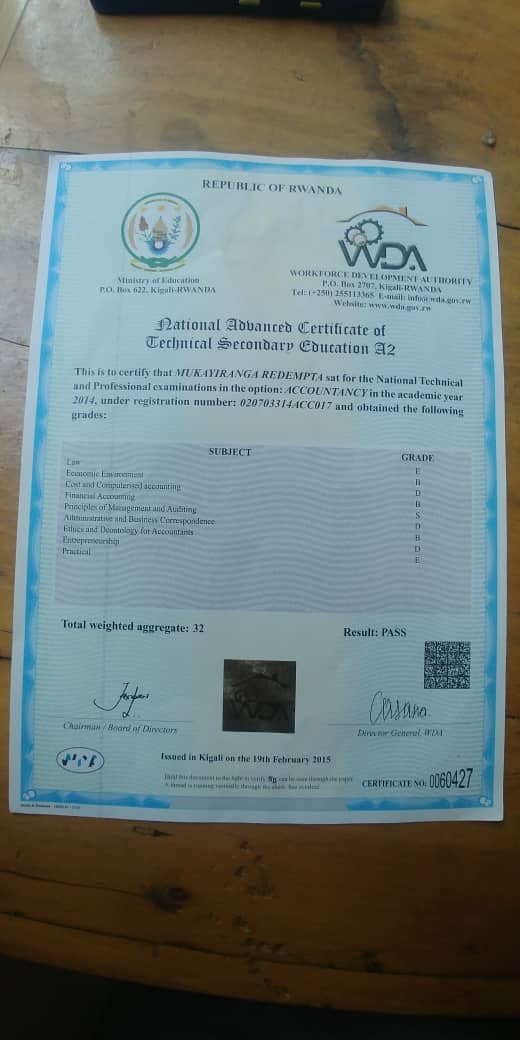 REPUBLIC OF RWANDA
WDA
Ministry of Education
P.O. Box 622, Kigali-RWANDA
WORKFORCE DEVELOPMENT AUTHORITY
P.O. Box 2707, Kigali-RWANDA
Tel: (+250) 255113365 E-mail: info@wda.gov.rw
Website: www.wda.gov.rw
National Advanced Certificate of
Technical Secondary Education A2
This is to certify that MUKAYIRANGA REDEMPTA sat for the National Technical
and Professional examinations in the option: ACCOUNTANCY in the academic year
2014, under registration number: 020703314ACC017 and obtained the following
grades:
SUBJECT GRADE
Law E
Economic Environment B
Cost and Computerised accounting D
Financial Accounting B
Principles of Management and Auditing S
Administrative and Business Correspondence D
Ethics and Deontology for Accountants B
Entrepreneurship D
Practical E
Total weighted aggregate: 32
Result: PASS
WDA
Chairman / Board of Directors
Director General, WDA
Issued in Kigali on the 19th February 2015
Hold this document to the light to verify. can be seen through the paper
A thread is running vertically through the sheet.
CERTIFICATE NO: 0060427